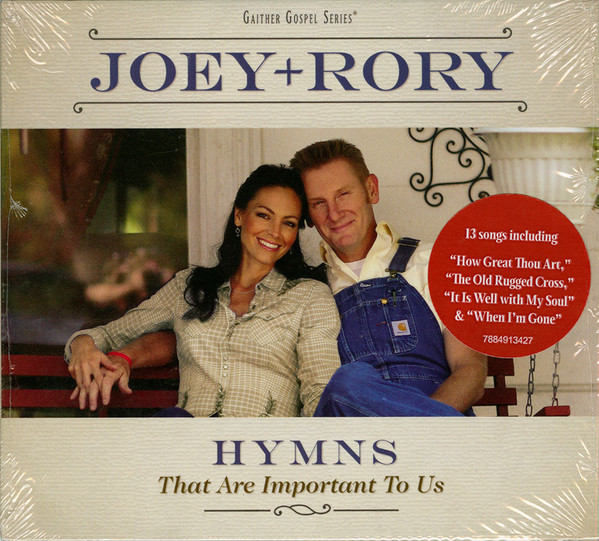 GAITHER GOSPEL SERIES®
JOEY+RORY
13 songs including
“How Great Thou Art,”
“The Old Rugged Cross,”
“It Is Well with My Soul”
& “When I’m Gone”
7884913427
carhartt
HYMNS
That Are Important To Us